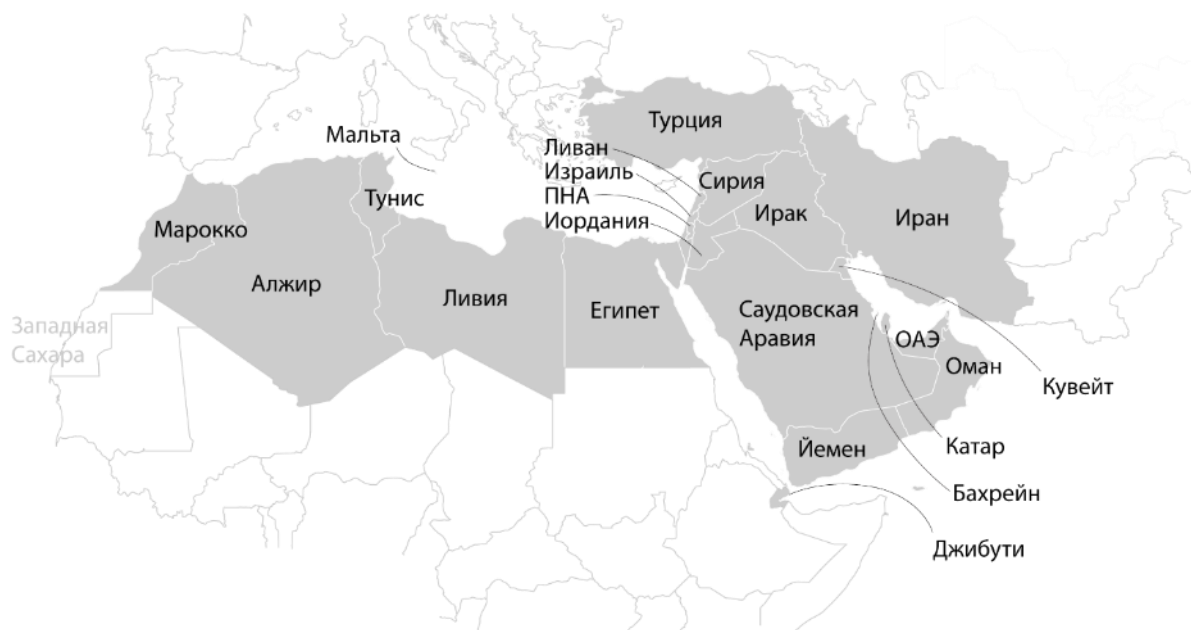 Турция
Мальта
Ливан
Израиль
ПНА
Иордания
Сирия
Ирак
Иран
Тунис
Марокко
Алжир
Ливия
Египет
Саудовская
Аравия
Западная
Сахара
ОАЭ
Оман
Кувейт
Йемен
Катар
Бахрейн
Джибути